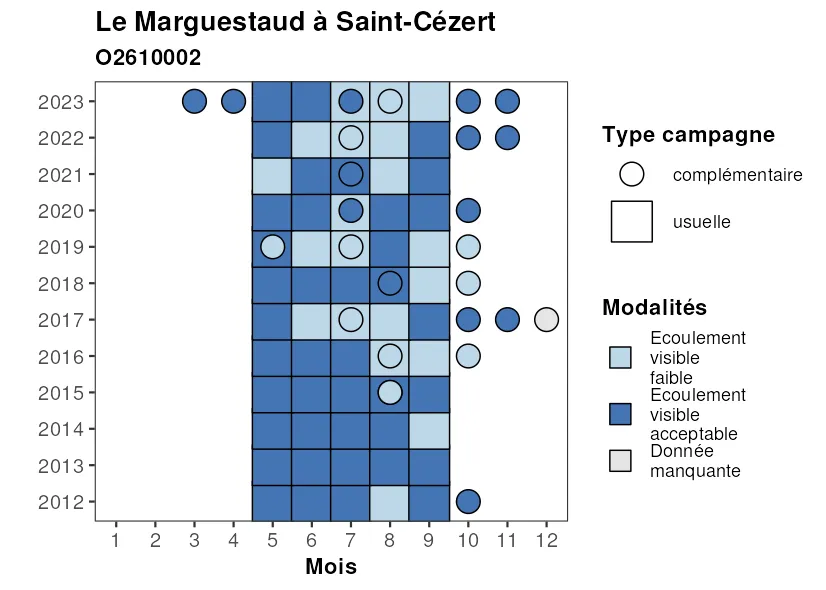 Le Marguestaud à Saint-Cézert
O2610002
2023
2022
2021
2020
2019
2018
2017
2016
2015
2014
2013
2012
1 2 3 4 5 6 7 8 9 10 11 12
Mois
Type campagne
complémentaire
usuelle
Modalités
Ecoulement
visible
faible
Ecoulement
visible
acceptable
Donnée
manquante